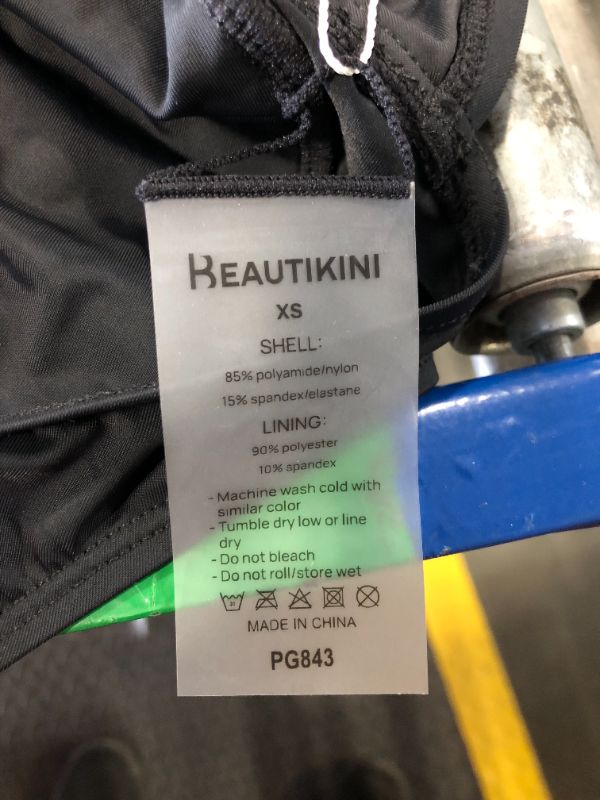 BEAUTIKINI
XS
SHELL:
85% polyamide/nylon
15% spandex/elastane
LINING:
90% polyester
10% spandex
- Machine wash cold with
similar color
- Tumble dry low or line
dry
- Do not bleach
- Do not roll/store wet
MADE IN CHINA
PG843